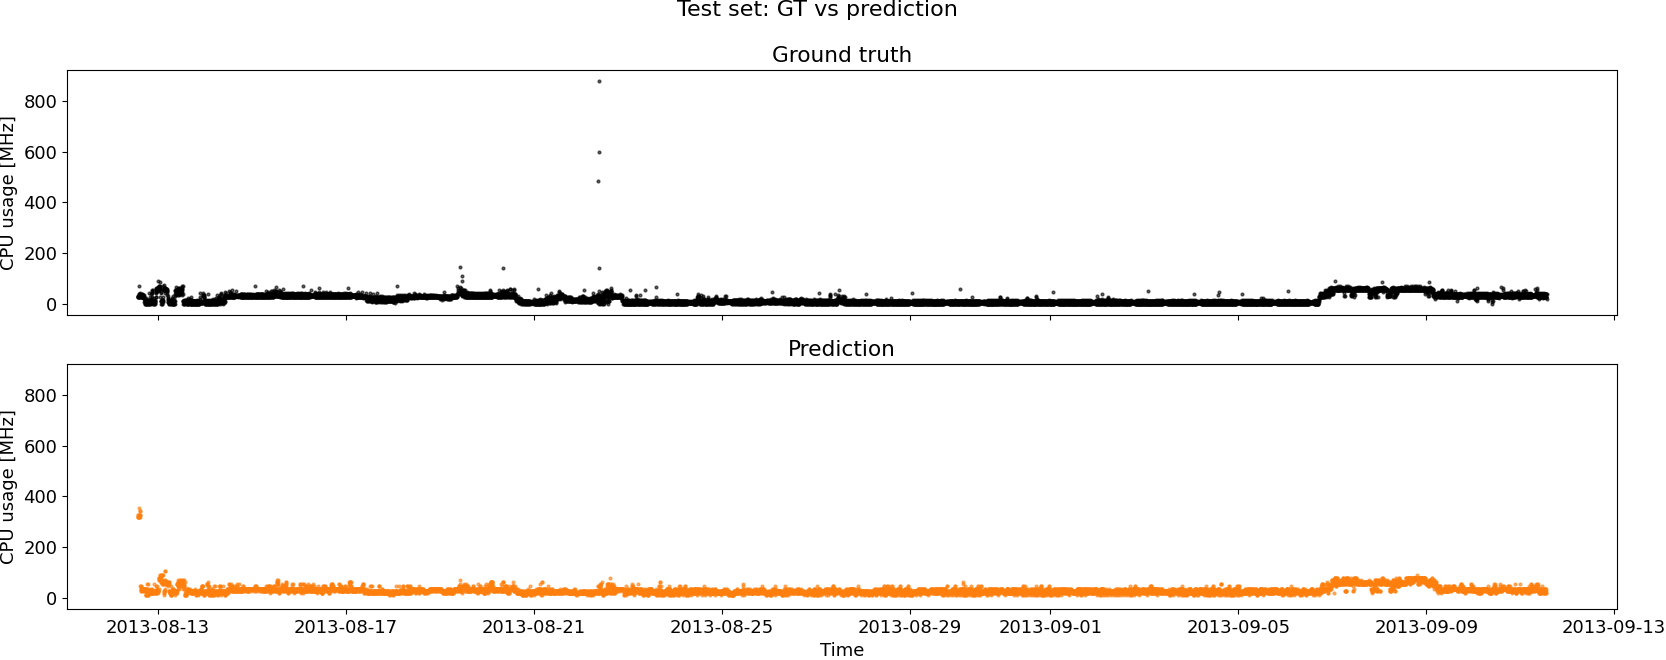 Test set: GT vs prediction
Ground truth
CPU usage [MHz]
800
600
400
200
0
Prediction
CPU usage [MHz]
800
600
400
200
0
2013-08-13 2013-08-17 2013-08-21 2013-08-25 2013-08-29 2013-09-01 2013-09-05 2013-09-09 2013-09-13
Time